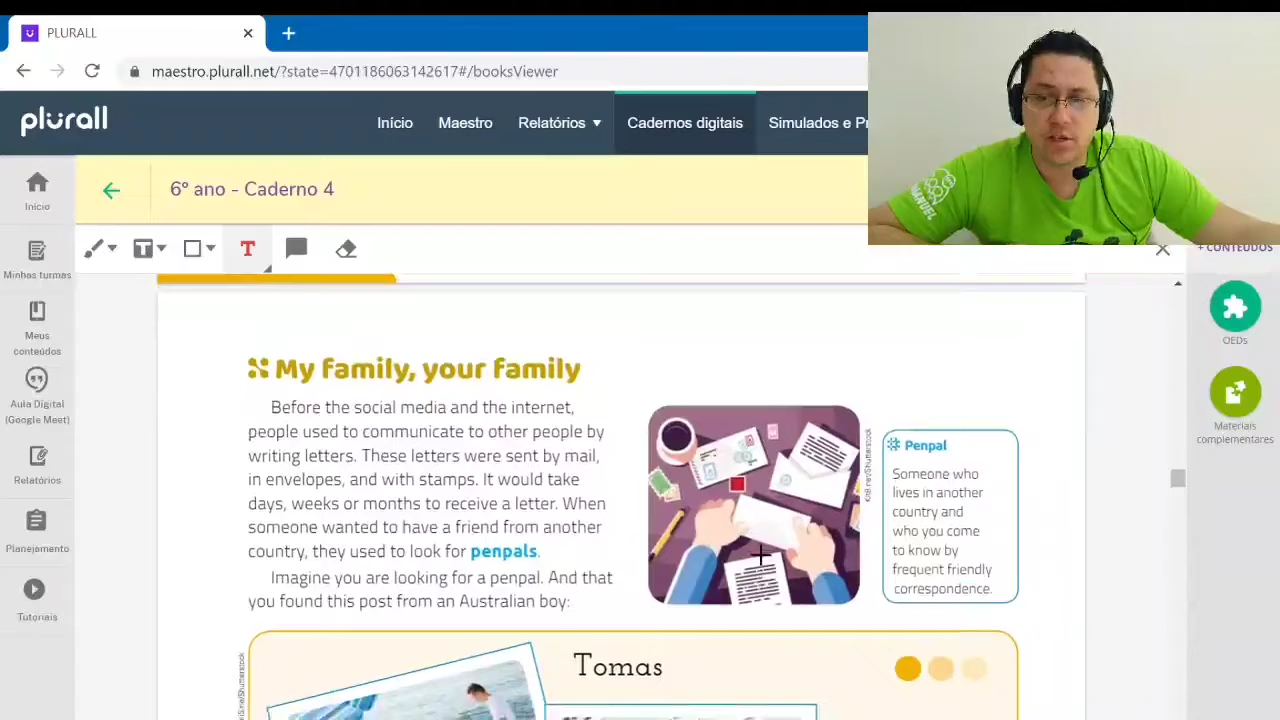 PLURALL
maestro.plurall.net/?state=4701186063142617#/booksViewer
plurall
Início
Maestro
Relatórios
Cadernos digitais
Simulados e Pr
6º ano - Caderno 4
Início
Minhas turmas
Meus
conteúdos
Aula Digital
(Google Meet)
Relatórios
Planejamento
Tutoriais
T
T
+ CONTEÚDOS
OEDs
Materiais
complementares
MANUEL
My family, your family
Before the social media and the internet,
people used to communicate to other people by
writing letters. These letters were sent by mail,
in envelopes, and with stamps. It would take
days, weeks or months to receive a letter. When
someone wanted to have a friend from another
country, they used to look for penpals.
Imagine you are looking for a penpal. And that
you found this post from an Australian boy:
Penpal
Someone who
lives in another
country and
who you come
to know by
frequent friendly
correspondence.
Tomas